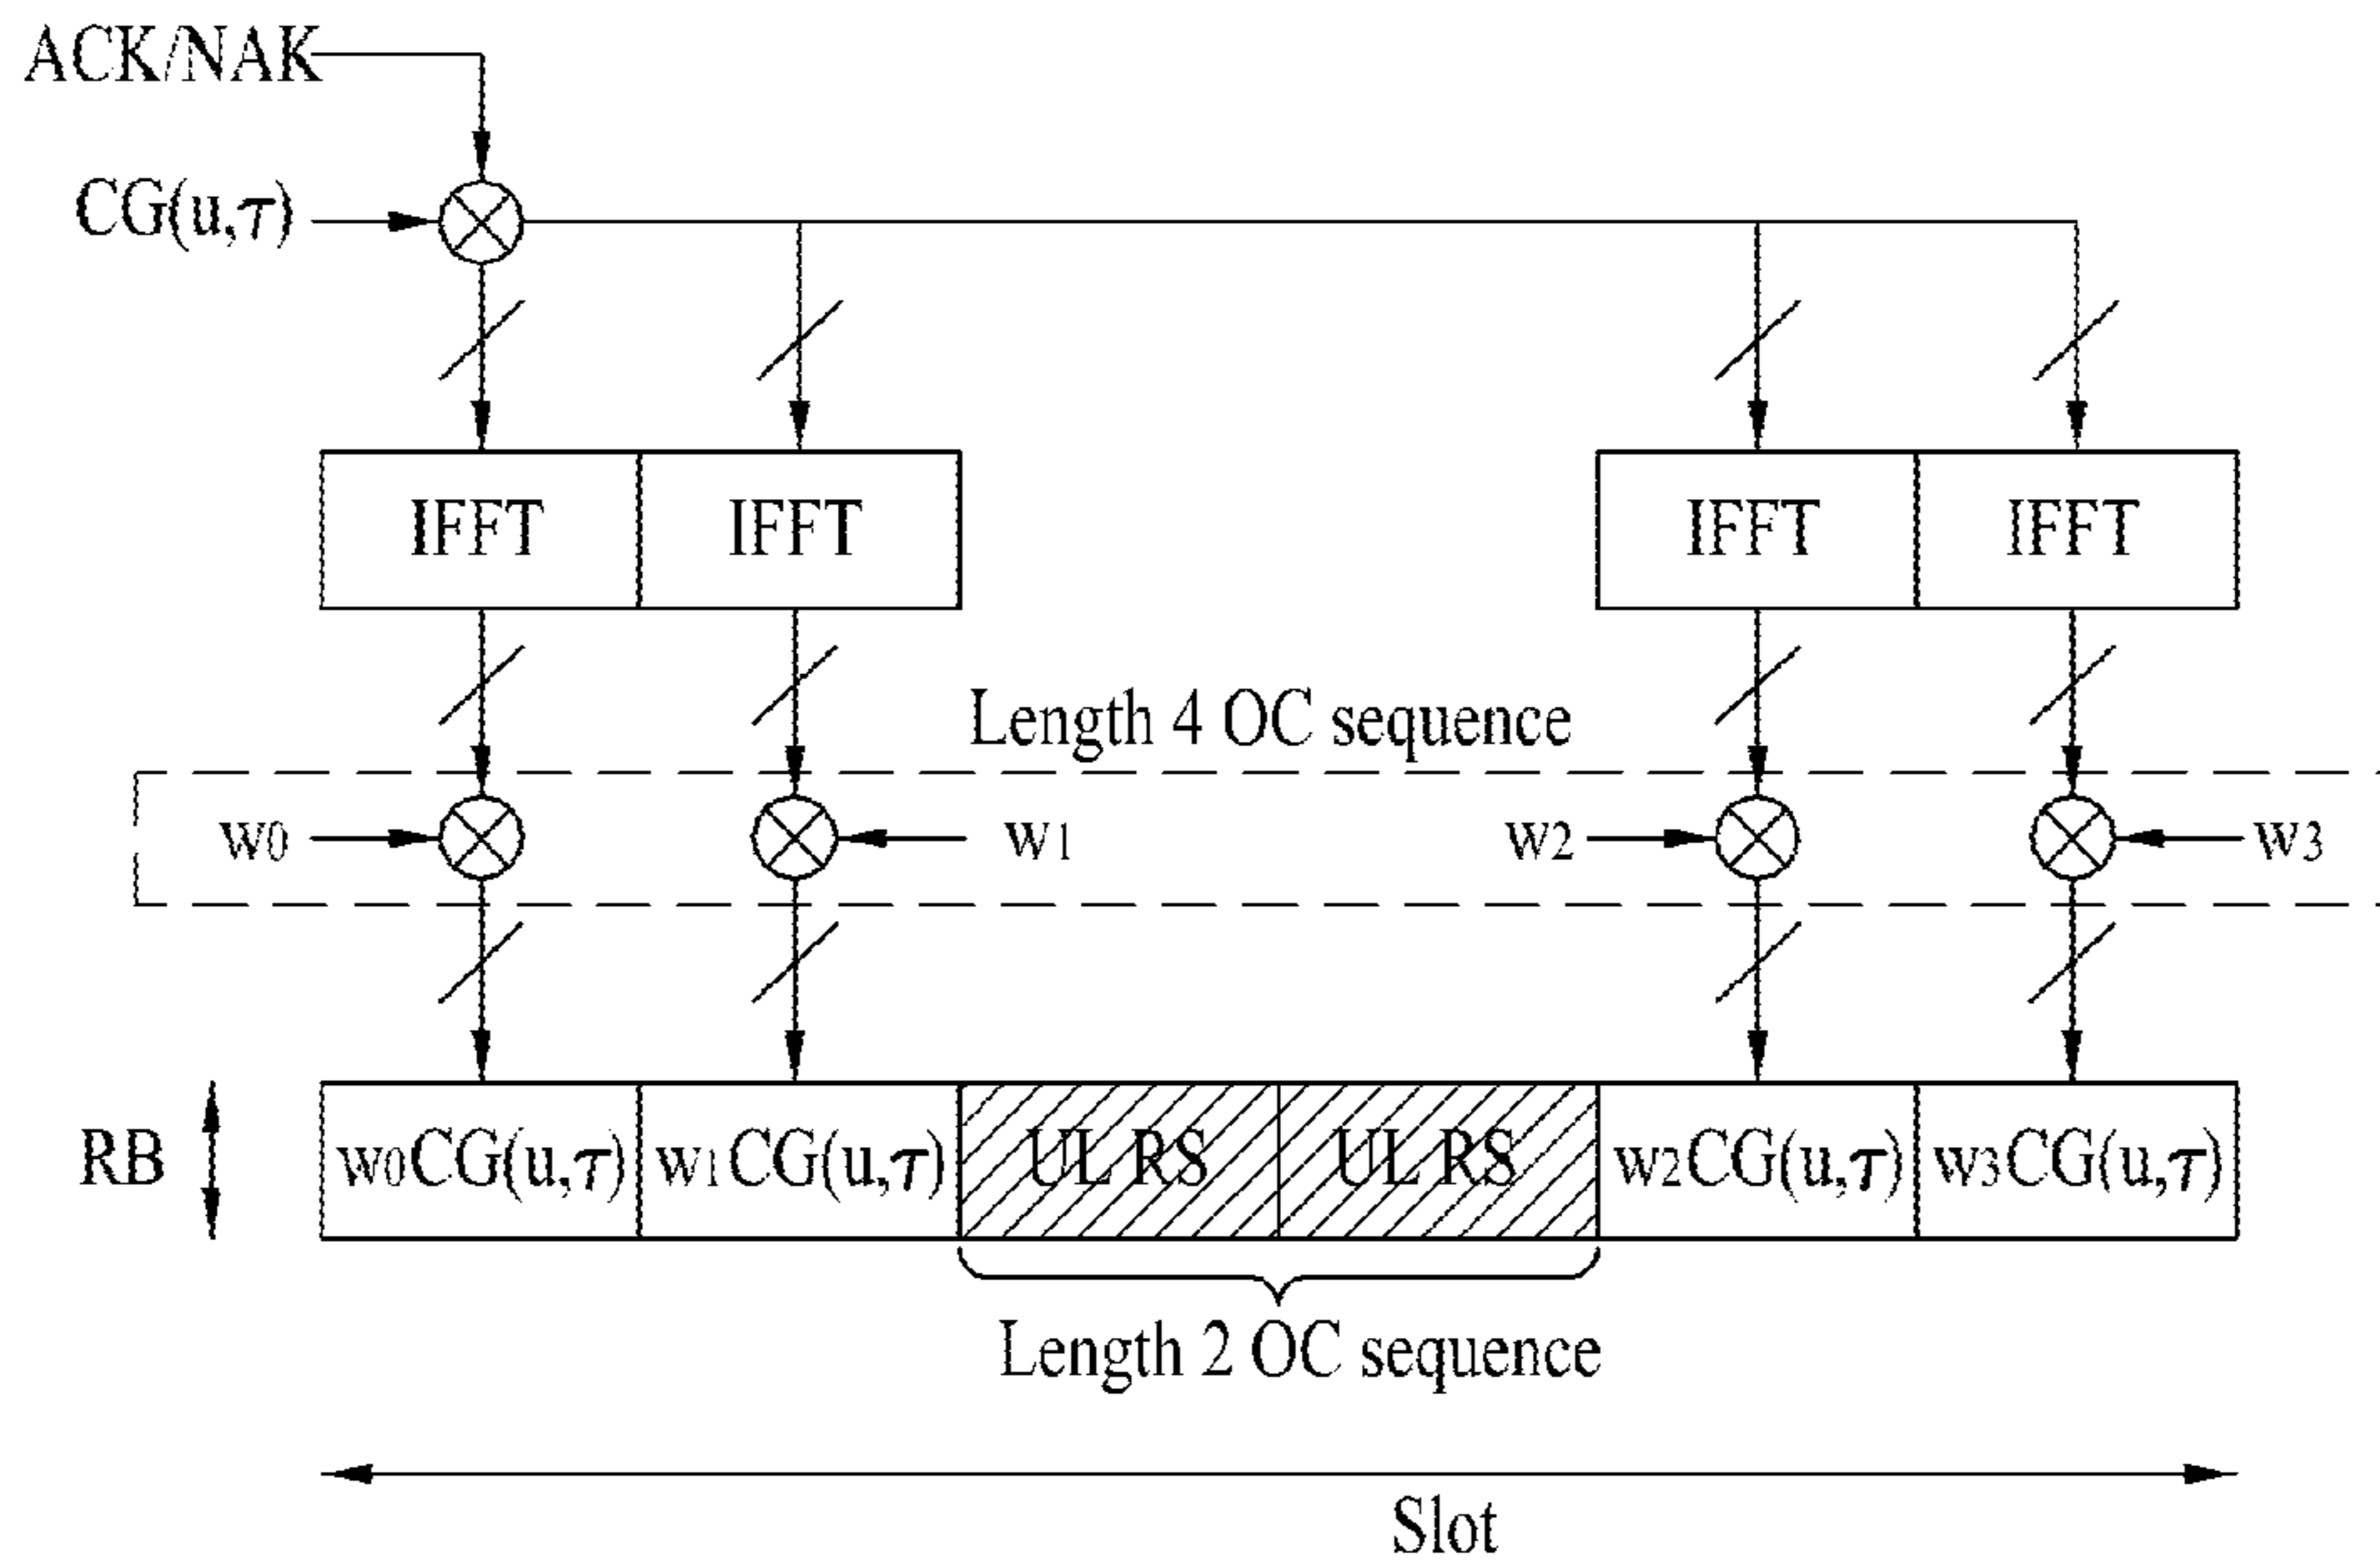 ACK/NAK
CG(u,τ)
IFFT IFFT IFFT IFFT
Length 4 OC sequence
w0 w1 w2 w3
RB w0CG(u,τ) w1CG(u,τ) UL RS UL RS w2CG(u,τ) w3CG(u,τ)
Length 2 OC sequence
Slot